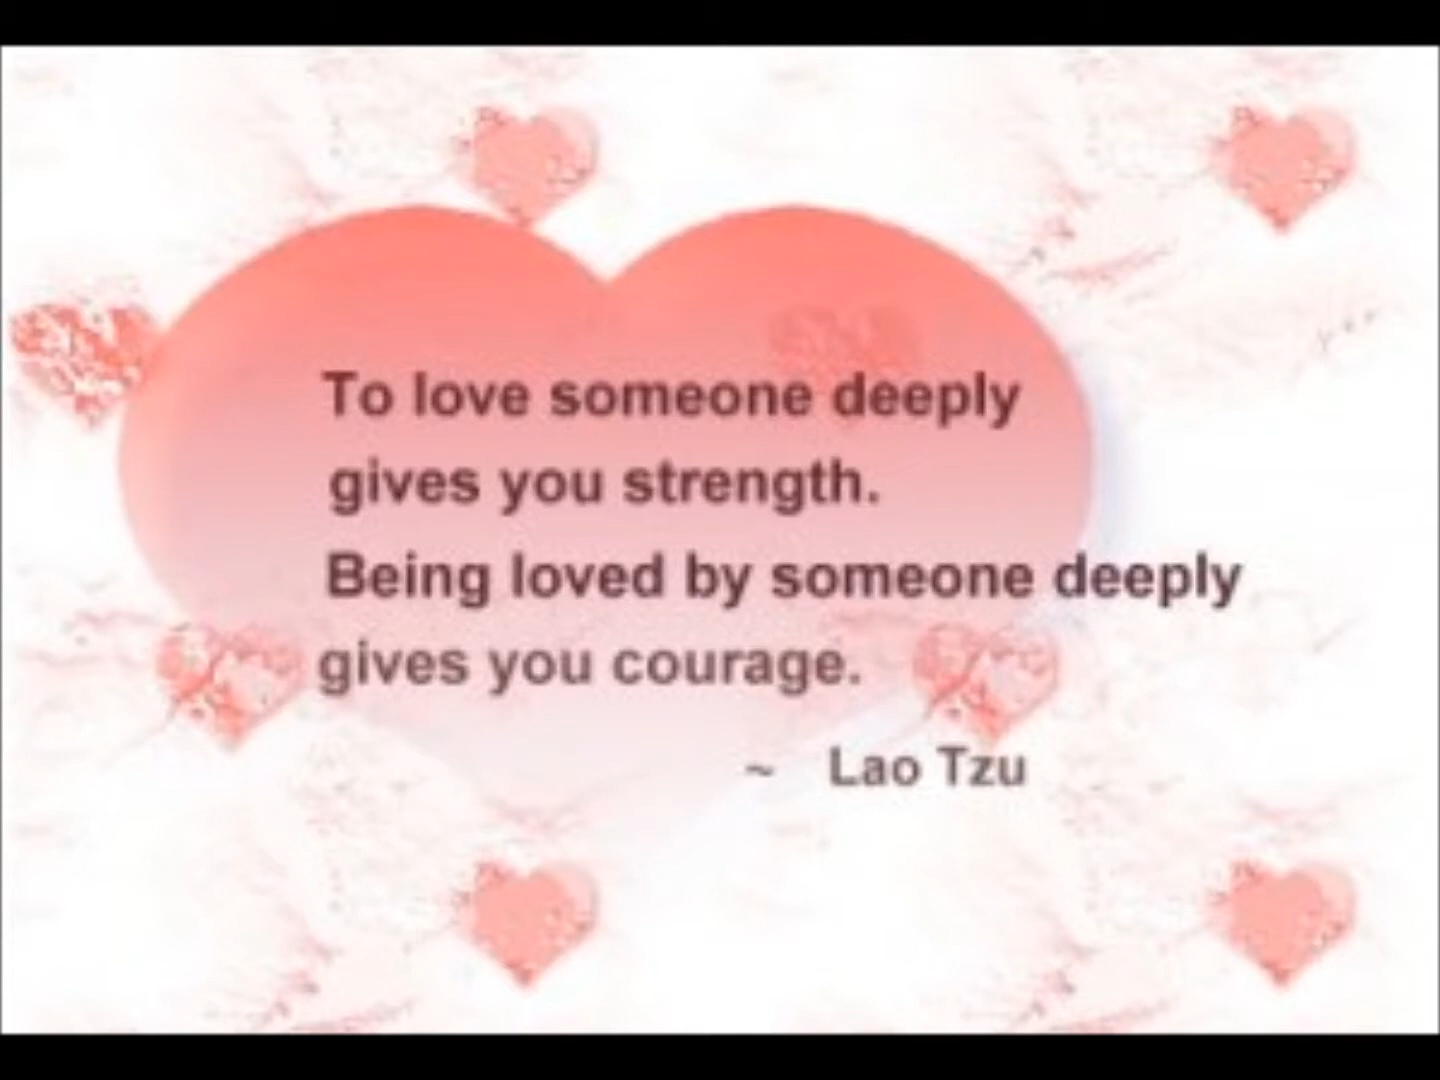 To love someone deeply
gives you strength.
Being loved by someone deeply
gives you courage.
~ Lao Tzu